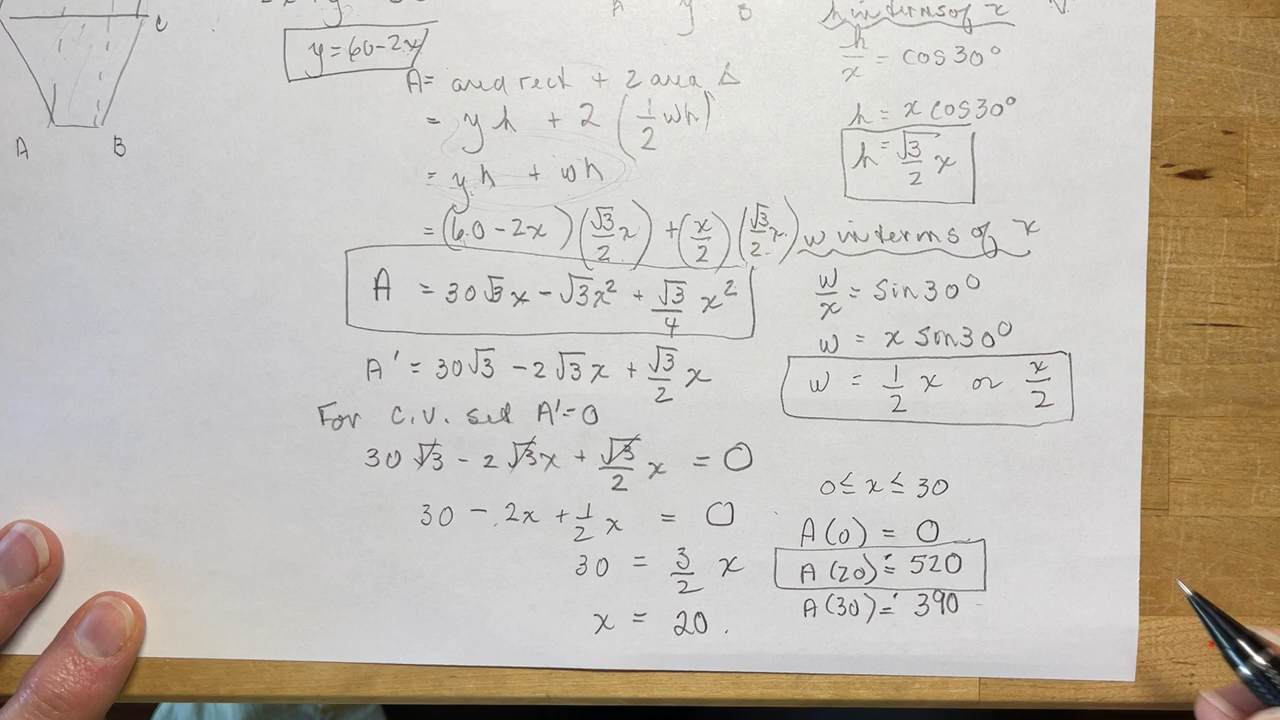 C
A B
y = 60-2x
A y B
h in terms of x
h/x = cos 30°
h = x cos 30°
h = √3/2 x
A = area rect + 2 area Δ
= yh + 2 (1/2 wh)
= yh + wh
= (60 - 2x)(√3/2 x) + (x/2)(√3/2 x)
A = 30√3x - √3x² + √3/4 x²
A' = 30√3 - 2√3x + √3/2 x
For C.V. set A'=0
30√3 - 2√3x + √3/2 x = 0
30 - 2x + 1/2 x = 0
30 = 3/2 x
x = 20.
w in terms of x
w/x = sin 30°
w = x sin 30°
w = 1/2 x or x/2
0 ≤ x ≤ 30
A(0) = 0
A(20) ≐ 520
A(30) ≐ 390